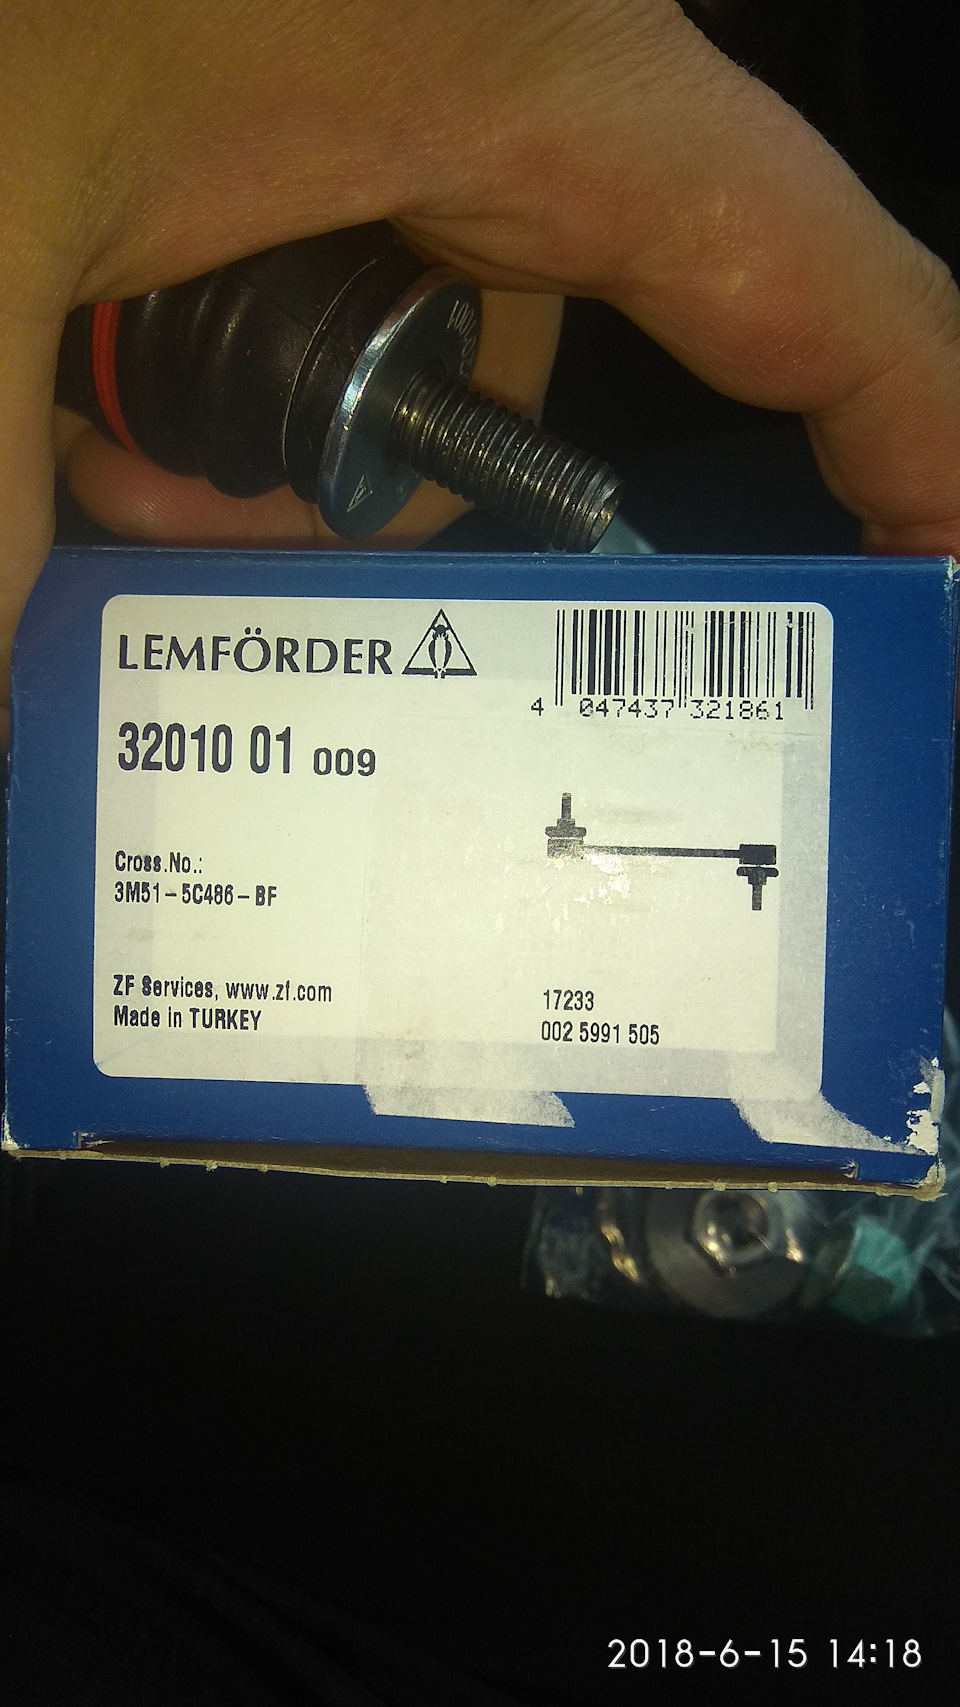 LEMFÖRDER
4 047437 321861
32010 01 009
Cross.No.:
3M51-5C486-BF
ZF Services, www.zf.com
Made in TURKEY
17233
002 5991 505
2018-6-15 14:18